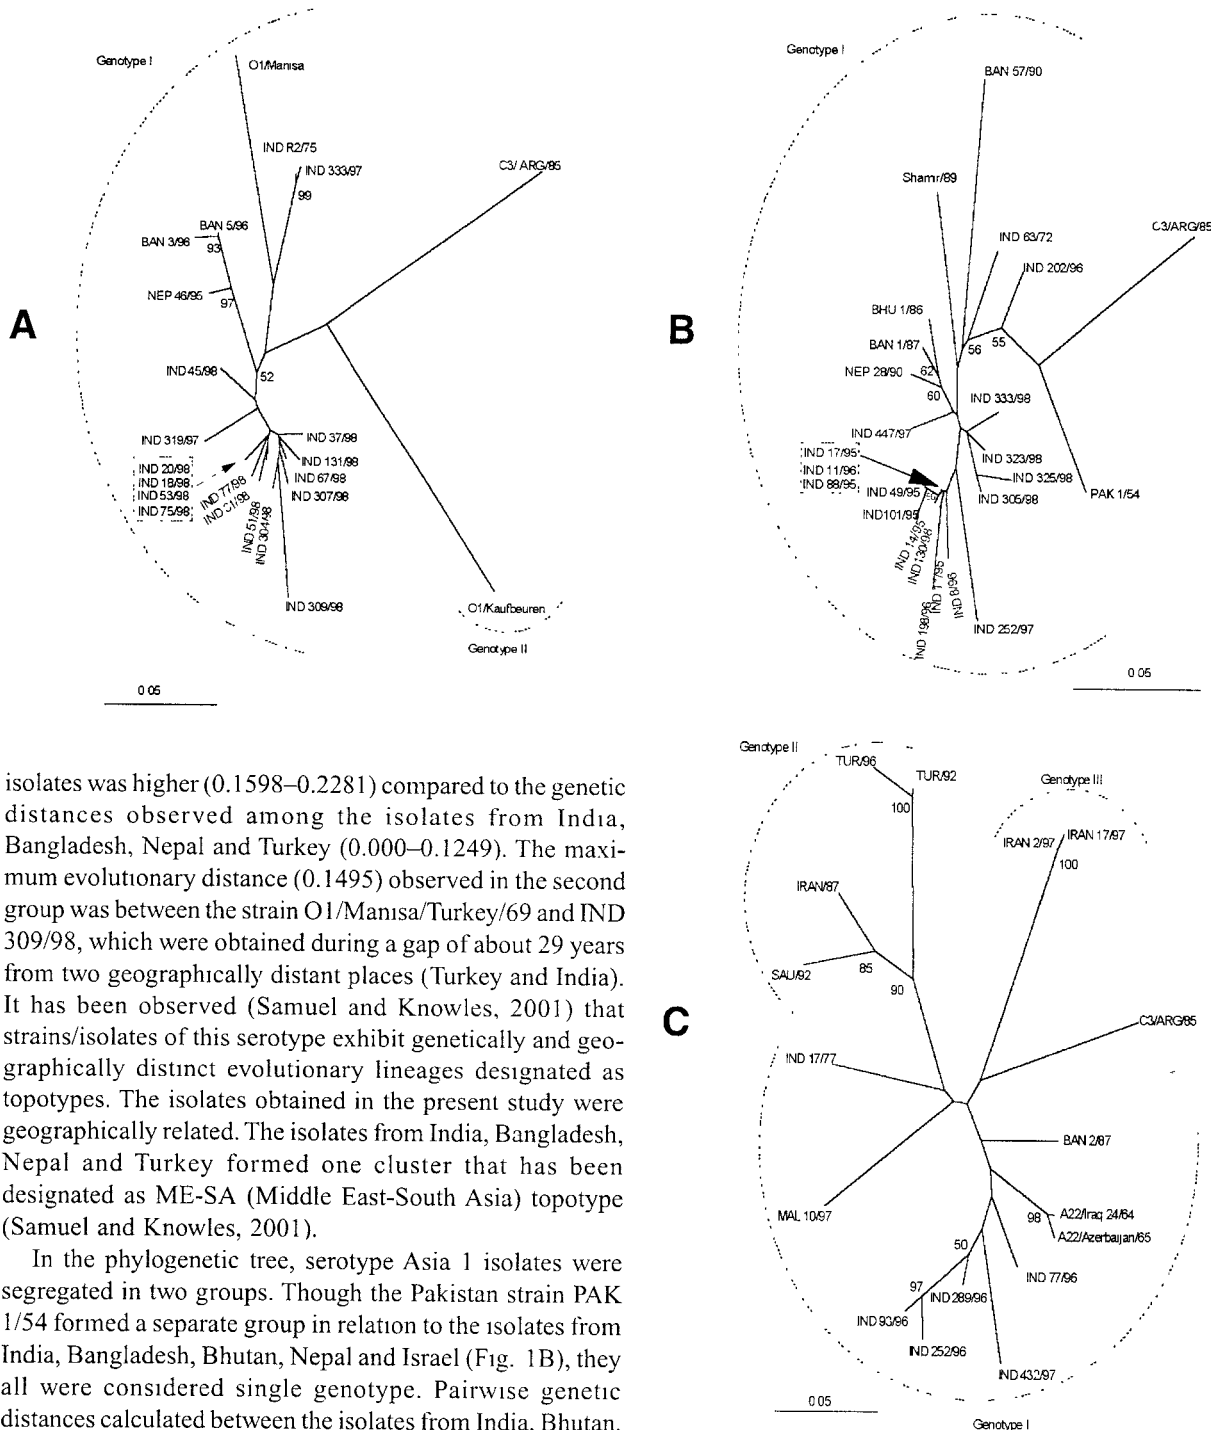 Genotype I
O1/Manisa
IND R2/75
IND 333/97
99
C3/ ARG/85
BAN 5/96
BAN 3/96
93
NEP 46/95
97
A
52
IND 45/98
IND 319/97
IND 37/98
IND 20/98
IND 18/98
IND 53/98
IND 75/98
IND 77/98
IND 131/98
IND 67/98
IND 307/98
IND 51/98
IND 304/98
IND 309/98
O1/Kaufbeuren
Genotype II
0 05
Genotype I
BAN 57/90
Shamr/89
C3/ARG/85
IND 63/72
IND 202/96
BHU 1/86
B
BAN 1/87
56
55
NEP 28/90
62
60
IND 333/98
IND 447/97
IND 17/95
IND 11/96
IND 88/95
IND 323/98
IND 325/98
IND 49/95
IND 305/98
PAK 1/54
IND101/95
IND 14/95
IND 130/98
IND 17/95
IND 8/96
IND 198/96
IND 252/97
0 05
isolates was higher (0.1598–0.2281) compared to the genetic
distances observed among the isolates from India,
Bangladesh, Nepal and Turkey (0.000–0.1249). The maxi-
mum evolutionary distance (0.1495) observed in the second
group was between the strain O1/Manisa/Turkey/69 and IND
309/98, which were obtained during a gap of about 29 years
from two geographically distant places (Turkey and India).
It has been observed (Samuel and Knowles, 2001) that
strains/isolates of this serotype exhibit genetically and geo-
graphically distinct evolutionary lineages designated as
topotypes. The isolates obtained in the present study were
geographically related. The isolates from India, Bangladesh,
Nepal and Turkey formed one cluster that has been
designated as ME-SA (Middle East-South Asia) topotype
(Samuel and Knowles, 2001).
In the phylogenetic tree, serotype Asia 1 isolates were
segregated in two groups. Though the Pakistan strain PAK
1/54 formed a separate group in relation to the isolates from
India, Bangladesh, Bhutan, Nepal and Israel (Fig. 1B), they
all were considered single genotype. Pairwise genetic
distances calculated between the isolates from India, Bhutan,
Genotype II
TUR/96
TUR/92
100
Genotype III
IRAN 2/97
IRAN 17/97
100
IRAN/87
SAU/92
85
90
C
C3/ARG/85
IND 17/77
BAN 2/87
MAL 10/97
98
A22/Iraq 24/64
A22/Azerbaijan/65
50
IND 77/96
97
IND 289/96
IND 93/96
IND 252/96
IND 432/97
0 05
Genotype I